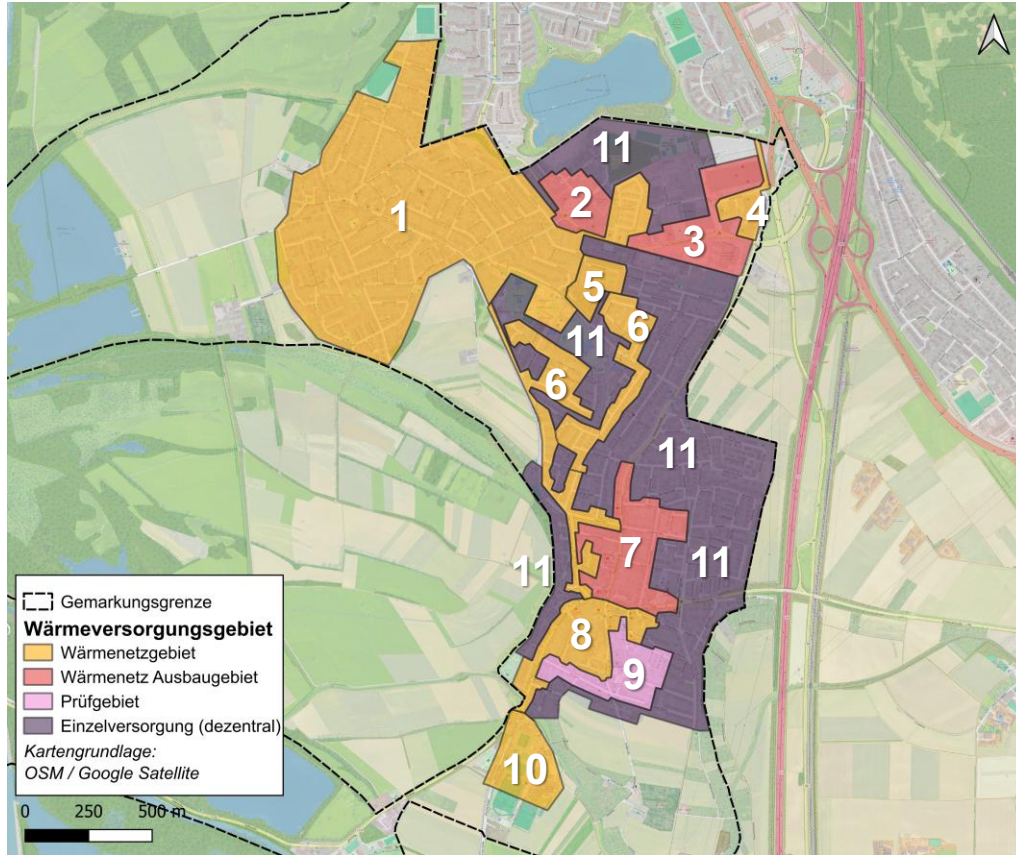 11
1
2
3
4
5
6
11
6
11
7
11
11
8
9
10
Gemarkungsgrenze
Wärmeversorgungsgebiet
Wärmenetzgebiet
Wärmenetz Ausbaugebiet
Prüfgebiet
Einzelversorgung (dezentral)
Kartengrundlage:
OSM / Google Satellite
0 250 500 m